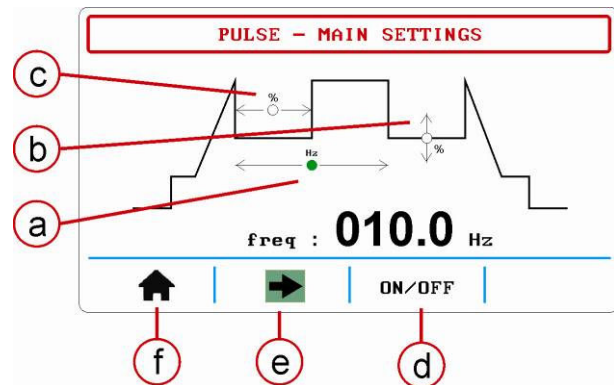 PULSE - MAIN SETTINGS
c
%
b
%
Hz
a
freq : 010.0 Hz
ON/OFF
f
e
d